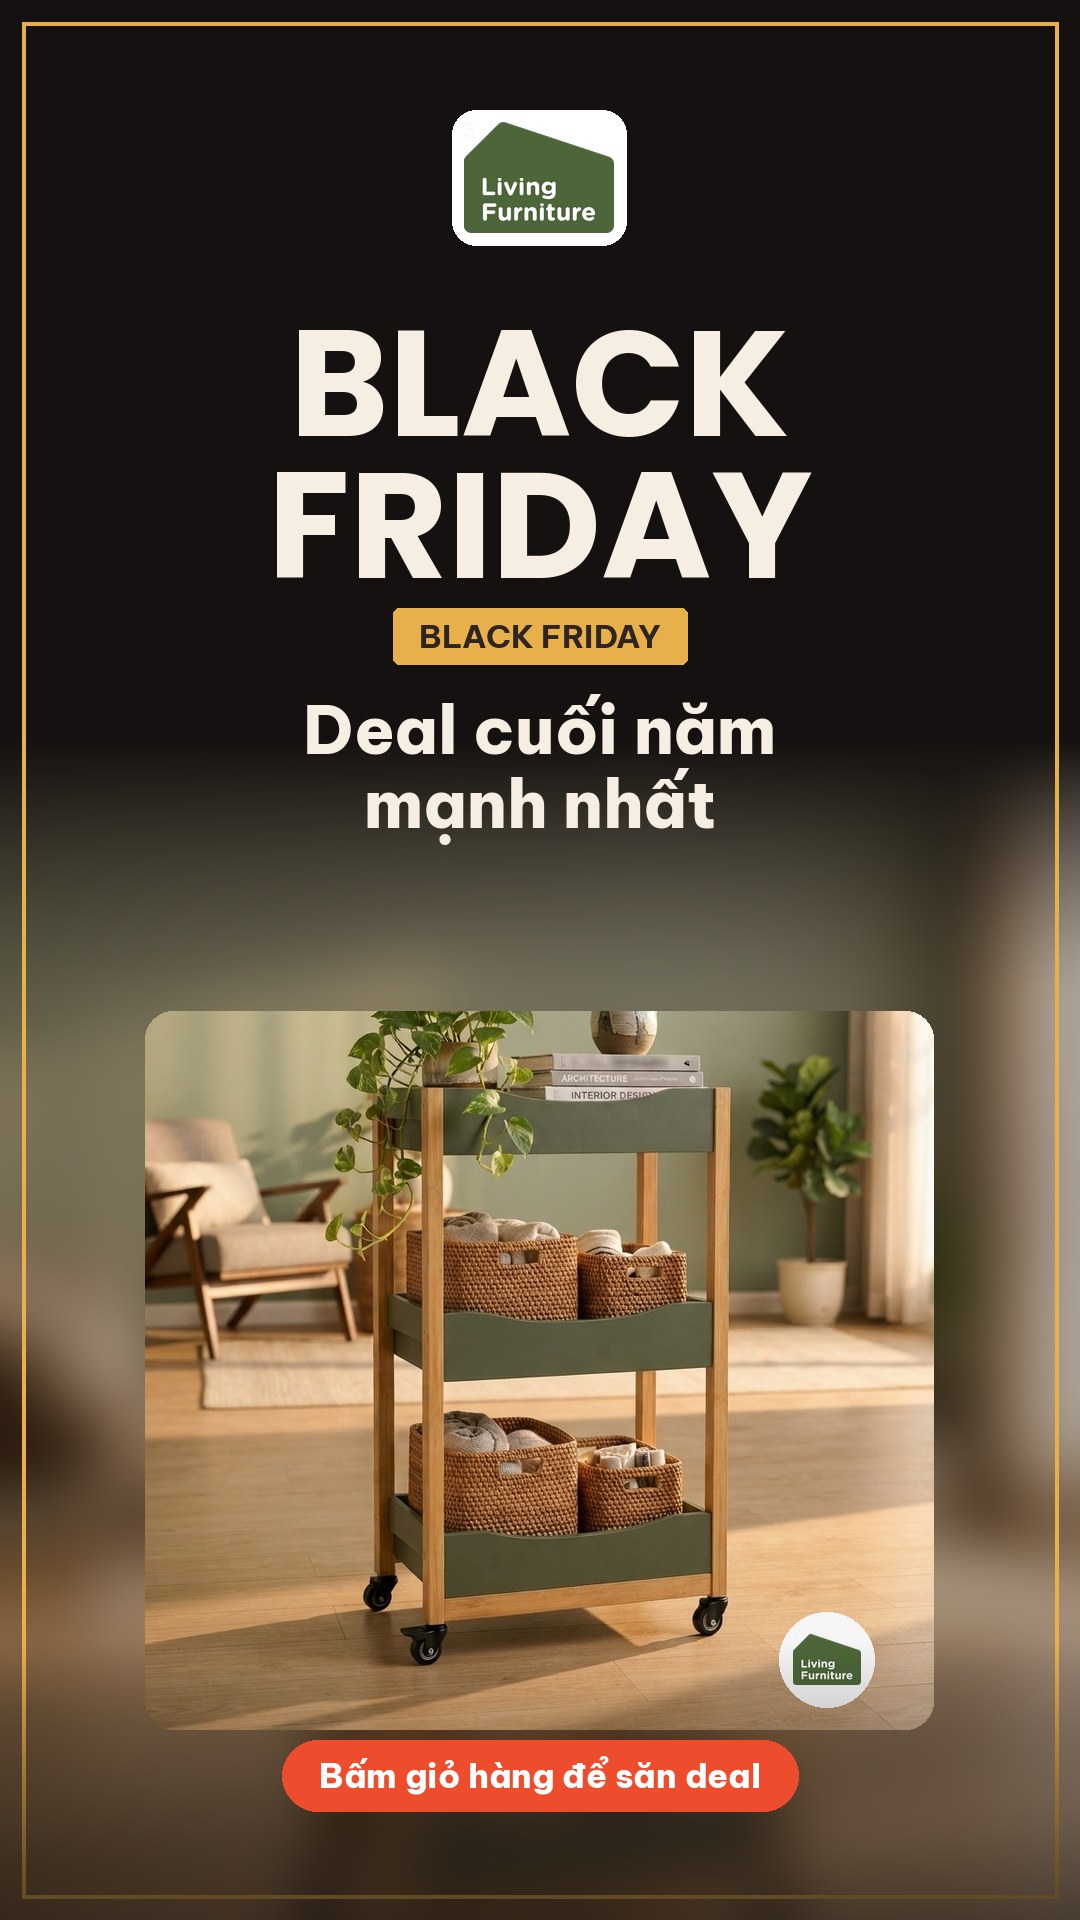 Living
Furniture
BLACK
FRIDAY
BLACK FRIDAY
Deal cuối năm
mạnh nhất
ARCHITECTURE
INTERIOR DESIGN
Living
Furniture
Bấm giỏ hàng để săn deal